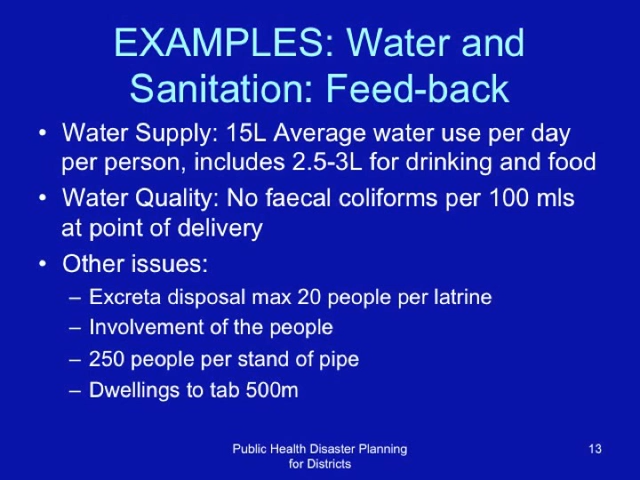 EXAMPLES: Water and
Sanitation: Feed-back
• Water Supply: 15L Average water use per day
per person, includes 2.5-3L for drinking and food
• Water Quality: No faecal coliforms per 100 mls
at point of delivery
• Other issues:
– Excreta disposal max 20 people per latrine
– Involvement of the people
– 250 people per stand of pipe
– Dwellings to tab 500m
Public Health Disaster Planning
for Districts
13